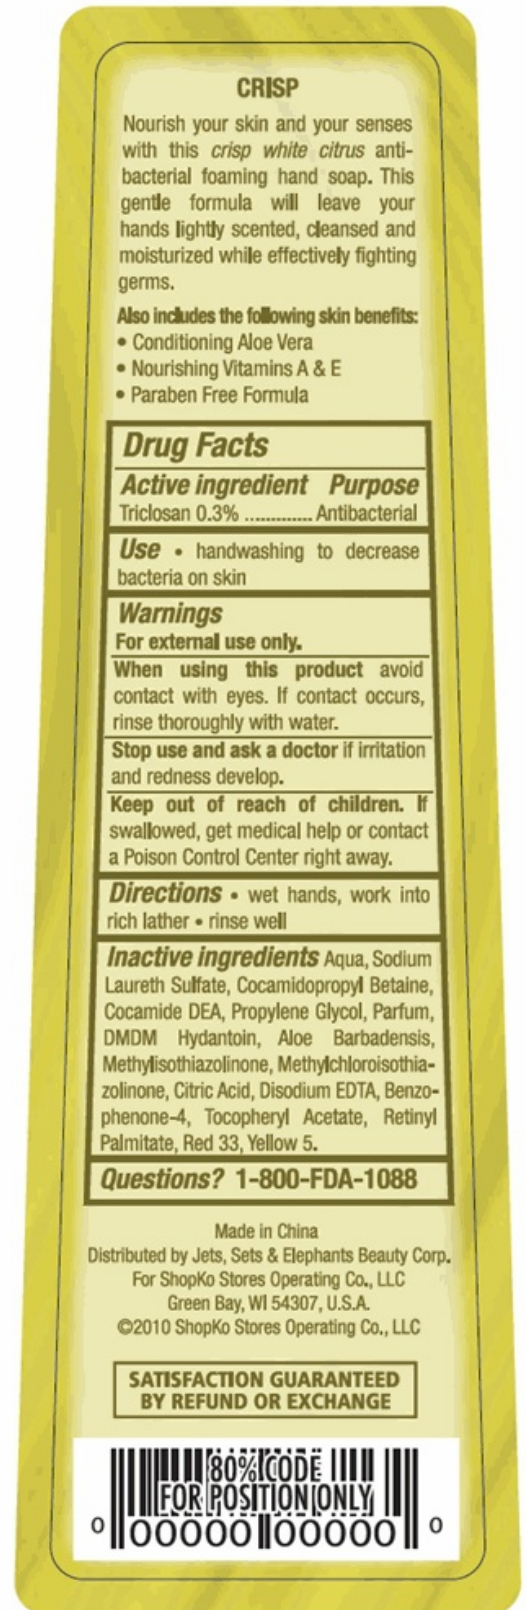 CRISP
Nourish your skin and your senses
with this crisp white citrus anti-
bacterial foaming hand soap. This
gentle formula will leave your
hands lightly scented, cleansed and
moisturized while effectively fighting
germs.
Also includes the following skin benefits:
• Conditioning Aloe Vera
• Nourishing Vitamins A & E
• Paraben Free Formula
Drug Facts
Active ingredient Purpose
Triclosan 0.3% ............. Antibacterial
Use • handwashing to decrease
bacteria on skin
Warnings
For external use only.
When using this product avoid
contact with eyes. If contact occurs,
rinse thoroughly with water.
Stop use and ask a doctor if irritation
and redness develop.
Keep out of reach of children. If
swallowed, get medical help or contact
a Poison Control Center right away.
Directions • wet hands, work into
rich lather • rinse well
Inactive ingredients Aqua, Sodium
Laureth Sulfate, Cocamidopropyl Betaine,
Cocamide DEA, Propylene Glycol, Parfum,
DMDM Hydantoin, Aloe Barbadensis,
Methylisothiazolinone, Methylchloroisothia-
zolinone, Citric Acid, Disodium EDTA, Benzo-
phenone-4, Tocopheryl Acetate, Retinyl
Palmitate, Red 33, Yellow 5.
Questions? 1-800-FDA-1088
Made in China
Distributed by Jets, Sets & Elephants Beauty Corp.
For ShopKo Stores Operating Co., LLC
Green Bay, WI 54307, U.S.A.
©2010 ShopKo Stores Operating Co., LLC
SATISFACTION GUARANTEED
BY REFUND OR EXCHANGE
80% CODE
FOR POSITION ONLY
0 00000 00000 0